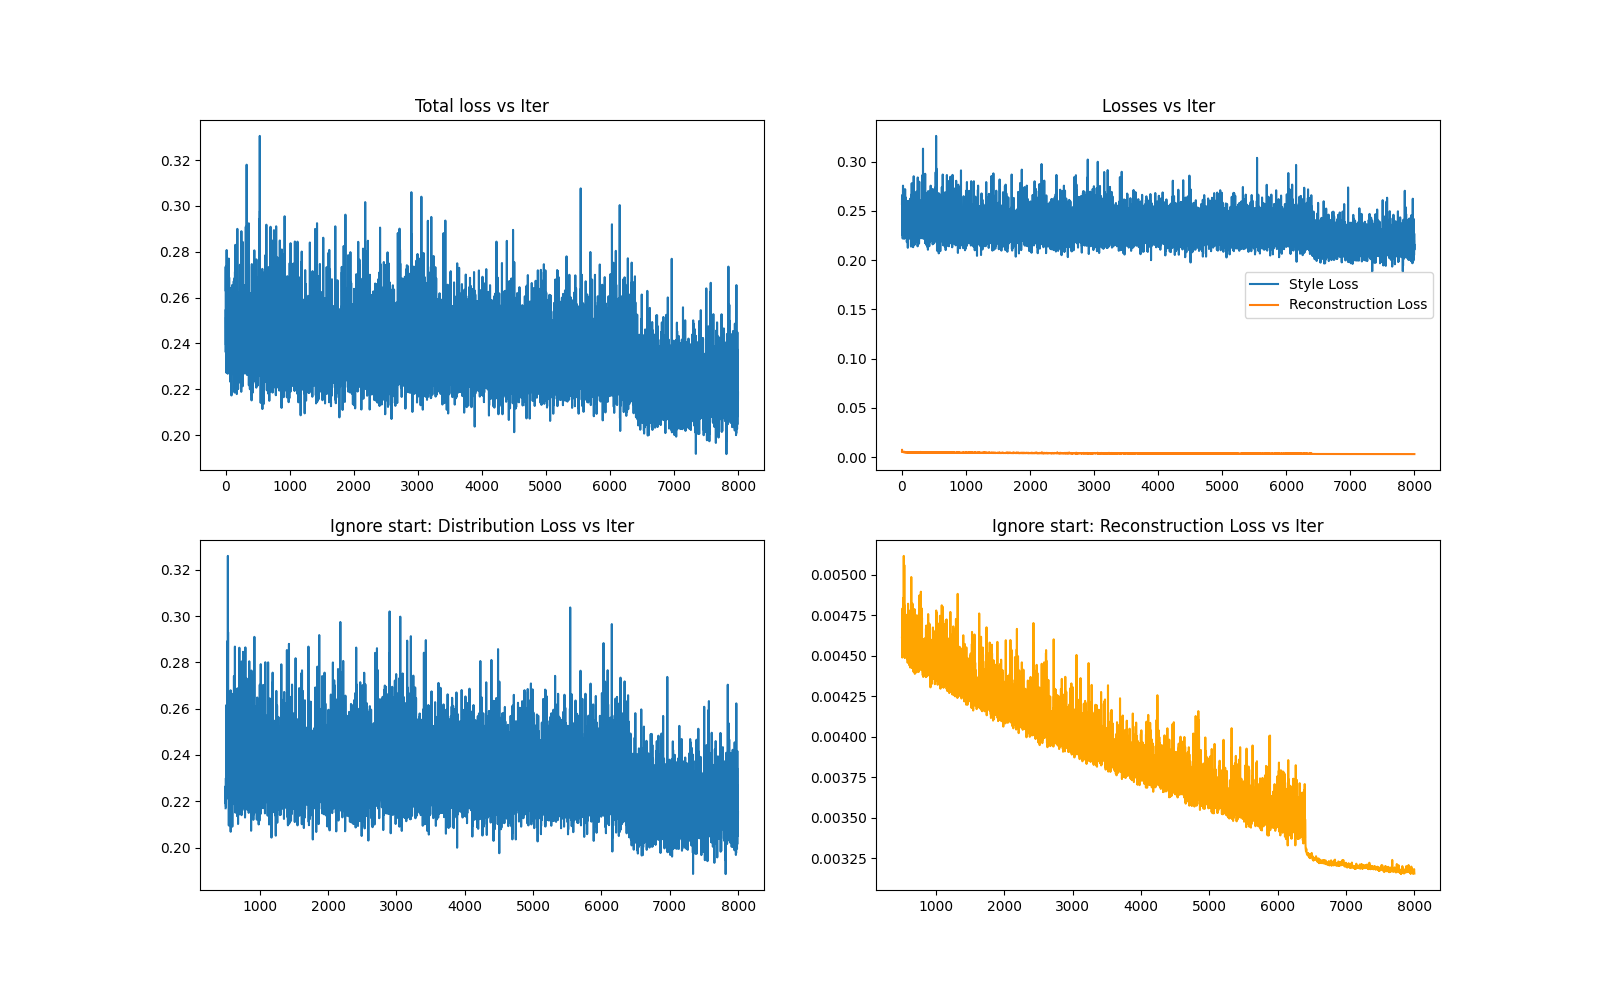 Total loss vs Iter
0.32
0.30
0.28
0.26
0.24
0.22
0.20
0 1000 2000 3000 4000 5000 6000 7000 8000
Losses vs Iter
0.30
0.25
0.20
0.15
0.10
0.05
0.00
Style Loss
Reconstruction Loss
0 1000 2000 3000 4000 5000 6000 7000 8000
Ignore start: Distribution Loss vs Iter
0.32
0.30
0.28
0.26
0.24
0.22
0.20
1000 2000 3000 4000 5000 6000 7000 8000
Ignore start: Reconstruction Loss vs Iter
0.00500
0.00475
0.00450
0.00425
0.00400
0.00375
0.00350
0.00325
1000 2000 3000 4000 5000 6000 7000 8000